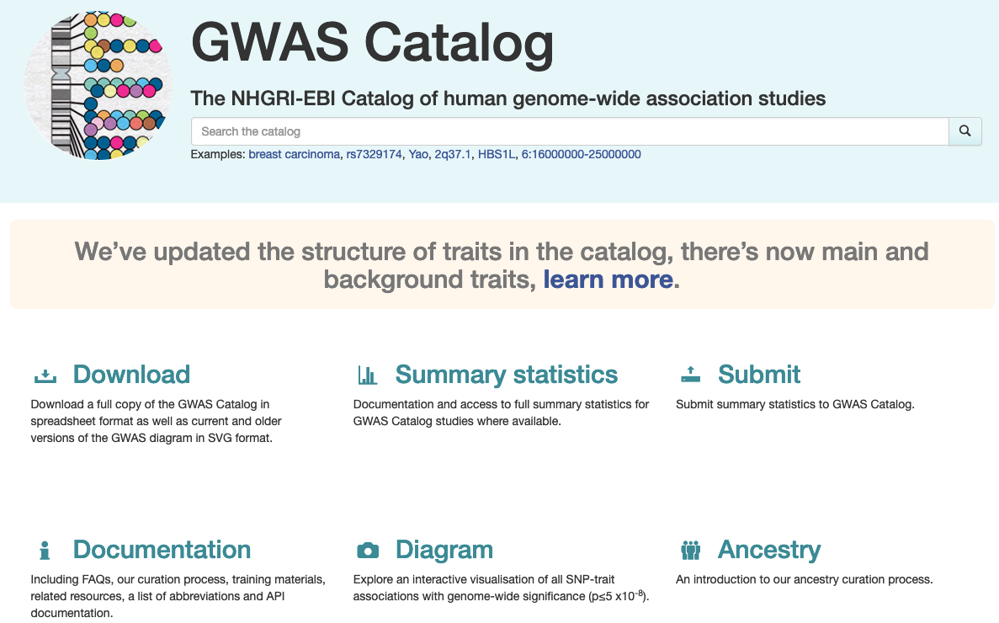 GWAS Catalog
The NHGRI-EBI Catalog of human genome-wide association studies
Search the catalog
Examples: breast carcinoma, rs7329174, Yao, 2q37.1, HBS1L, 6:16000000-25000000
We’ve updated the structure of traits in the catalog, there’s now main and
background traits, learn more.
Download
Download a full copy of the GWAS Catalog in
spreadsheet format as well as current and older
versions of the GWAS diagram in SVG format.
Summary statistics
Documentation and access to full summary statistics for
GWAS Catalog studies where available.
Submit
Submit summary statistics to GWAS Catalog.
Documentation
Including FAQs, our curation process, training materials,
related resources, a list of abbreviations and API
documentation.
Diagram
Explore an interactive visualisation of all SNP-trait
associations with genome-wide significance (p≤5 x10⁻⁸).
Ancestry
An introduction to our ancestry curation process.